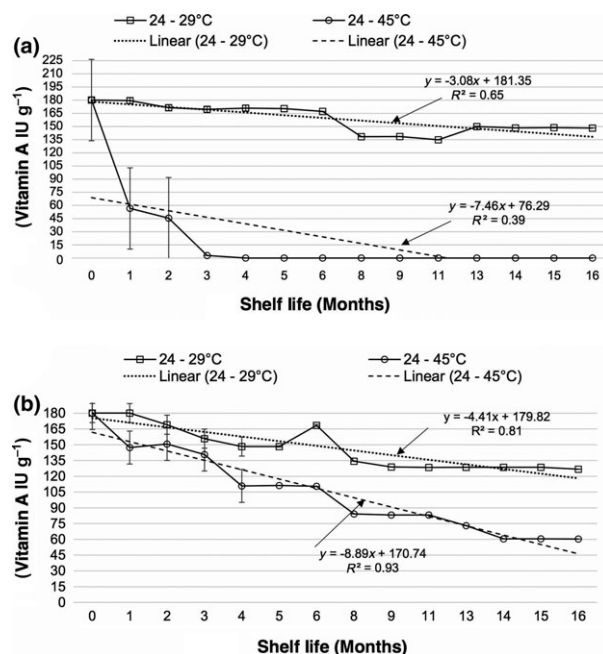 (a)
24 - 29°C
24 - 45°C
Linear (24 - 29°C)
Linear (24 - 45°C)
(Vitamin A IU g⁻¹)
225
210
195
180
165
150
135
120
105
90
75
60
45
30
15
0
y = -3.08x + 181.35
R² = 0.65
y = -7.46x + 76.29
R² = 0.39
0 1 2 3 4 5 6 8 9 11 13 14 15 16
Shelf life (Months)
(b)
24 - 29°C
24 - 45°C
Linear (24 - 29°C)
Linear (24 - 45°C)
(Vitamin A IU g⁻¹)
180
165
150
135
120
105
90
75
60
45
30
15
0
y = -4.41x + 179.82
R² = 0.81
y = -8.89x + 170.74
R² = 0.93
0 1 2 3 4 5 6 8 9 11 13 14 15 16
Shelf life (Months)